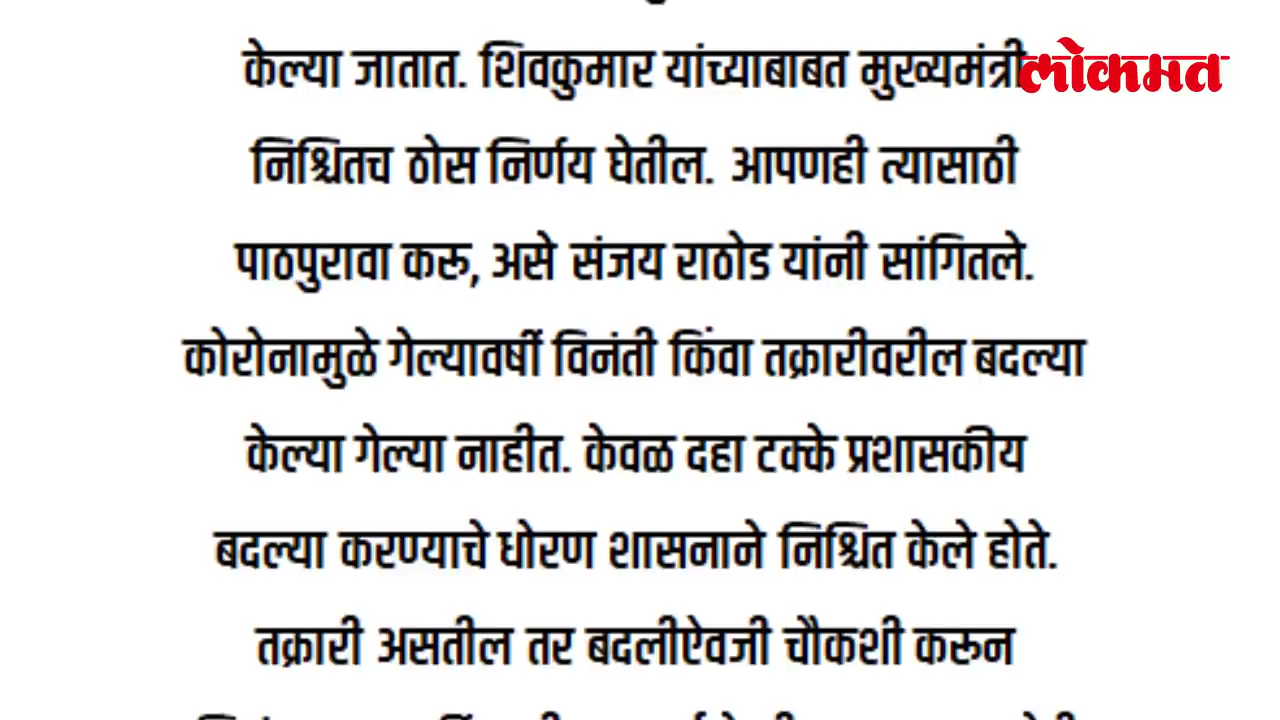 केल्या जातात. शिवकुमार यांच्याबाबत मुख्यमंत्री
लोकमत
निश्चितच ठोस निर्णय घेतील. आपणही त्यासाठी
पाठपुरावा करू, असे संजय राठोड यांनी सांगितले.
कोरोनामुळे गेल्यावर्षी विनंती किंवा तक्रारीवरील बदल्या
केल्या गेल्या नाहीत. केवळ दहा टक्के प्रशासकीय
बदल्या करण्याचे धोरण शासनाने निश्चित केले होते.
तक्रारी असतील तर बदलीऐवजी चौकशी करून